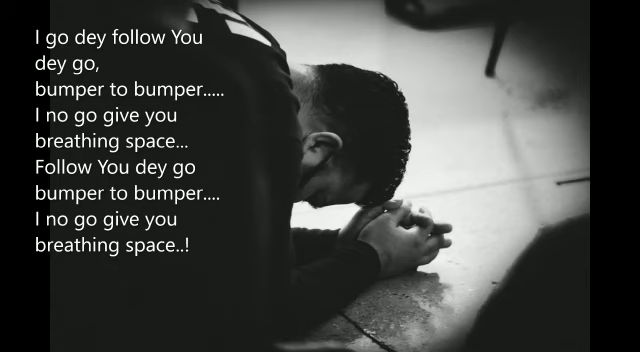 I go dey follow You
dey go,
bumper to bumper.....
I no go give you
breathing space...
Follow You dey go
bumper to bumper....
I no go give you
breathing space..!